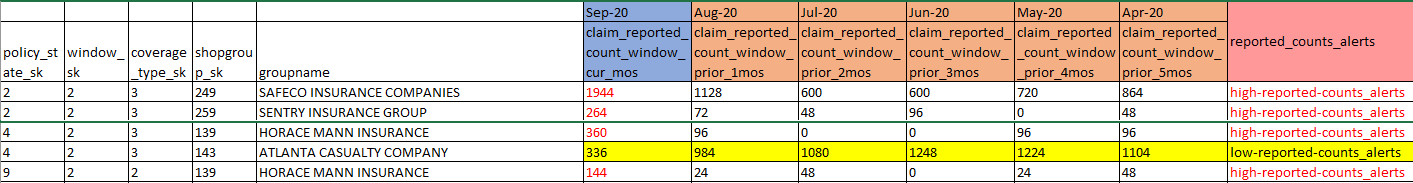 Sep-20 Aug-20 Jul-20 Jun-20 May-20 Apr-20
policy_st window_ coverage shopgrou claim_reported_ claim_reported_ claim_reported_ claim_reported_ claim_reported claim_reported_ reported_counts_alerts
ate_sk sk _type_sk p_sk groupname count_window_ count_window_ count_window_ count_window_ _count_window count_window_
cur_mos prior_1mos prior_2mos prior_3mos _prior_4mos prior_5mos
2 2 3 249 SAFECO INSURANCE COMPANIES 1944 1128 600 600 720 864 high-reported-counts_alerts
2 2 3 259 SENTRY INSURANCE GROUP 264 72 48 96 0 48 high-reported-counts_alerts
4 2 3 139 HORACE MANN INSURANCE 360 96 0 0 96 96 high-reported-counts_alerts
4 2 3 143 ATLANTA CASUALTY COMPANY 336 984 1080 1248 1224 1104 low-reported-counts_alerts
9 2 2 139 HORACE MANN INSURANCE 144 24 48 0 24 48 high-reported-counts_alerts